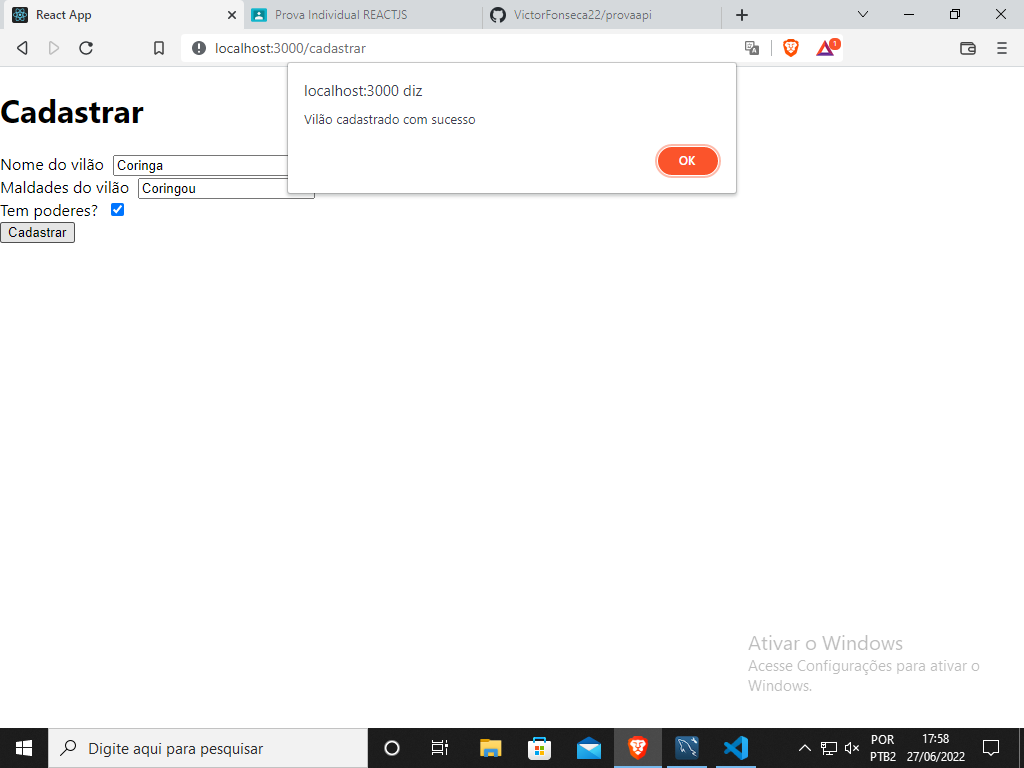 React App
Prova Individual REACTJS
VictorFonseca22/provaapi
localhost:3000/cadastrar
1
localhost:3000 diz
Vilão cadastrado com sucesso
OK
Cadastrar
Nome do vilão Coringa
Maldades do vilão Coringou
Tem poderes?
Cadastrar
Ativar o Windows
Acesse Configurações para ativar o
Windows.
Digite aqui para pesquisar
POR
PTB2
17:58
27/06/2022